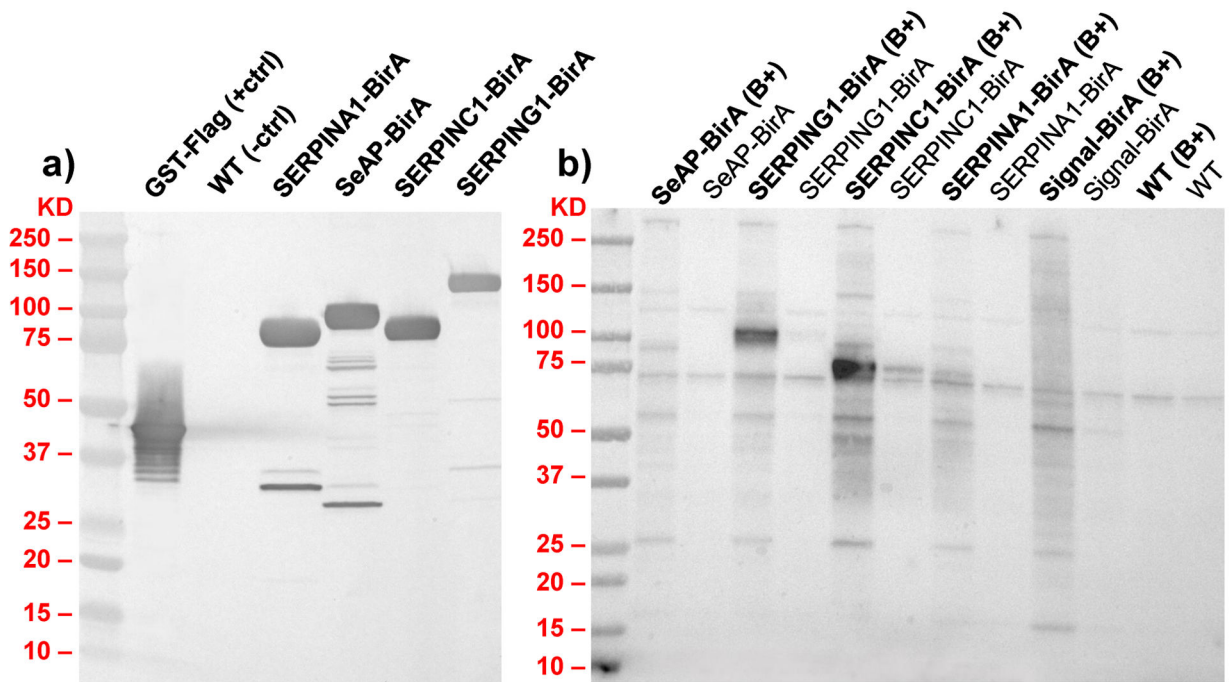 a)
GST-Flag (+ctrl)
WT (-ctrl)
SERPINA1-BirA
SeAP-BirA
SERPINC1-BirA
SERPING1-BirA
KD
250 –
150 –
100 –
75 –
50 –
37 –
25 –
20 –
15 –
10 –
b)
SeAP-BirA (B+)
SeAP-BirA
SERPING1-BirA (B+)
SERPING1-BirA
SERPINC1-BirA (B+)
SERPINC1-BirA
SERPINA1-BirA (B+)
SERPINA1-BirA
Signal-BirA (B+)
Signal-BirA
WT (B+)
WT
KD
250 –
150 –
100 –
75 –
50 –
37 –
25 –
20 –
15 –
10 –